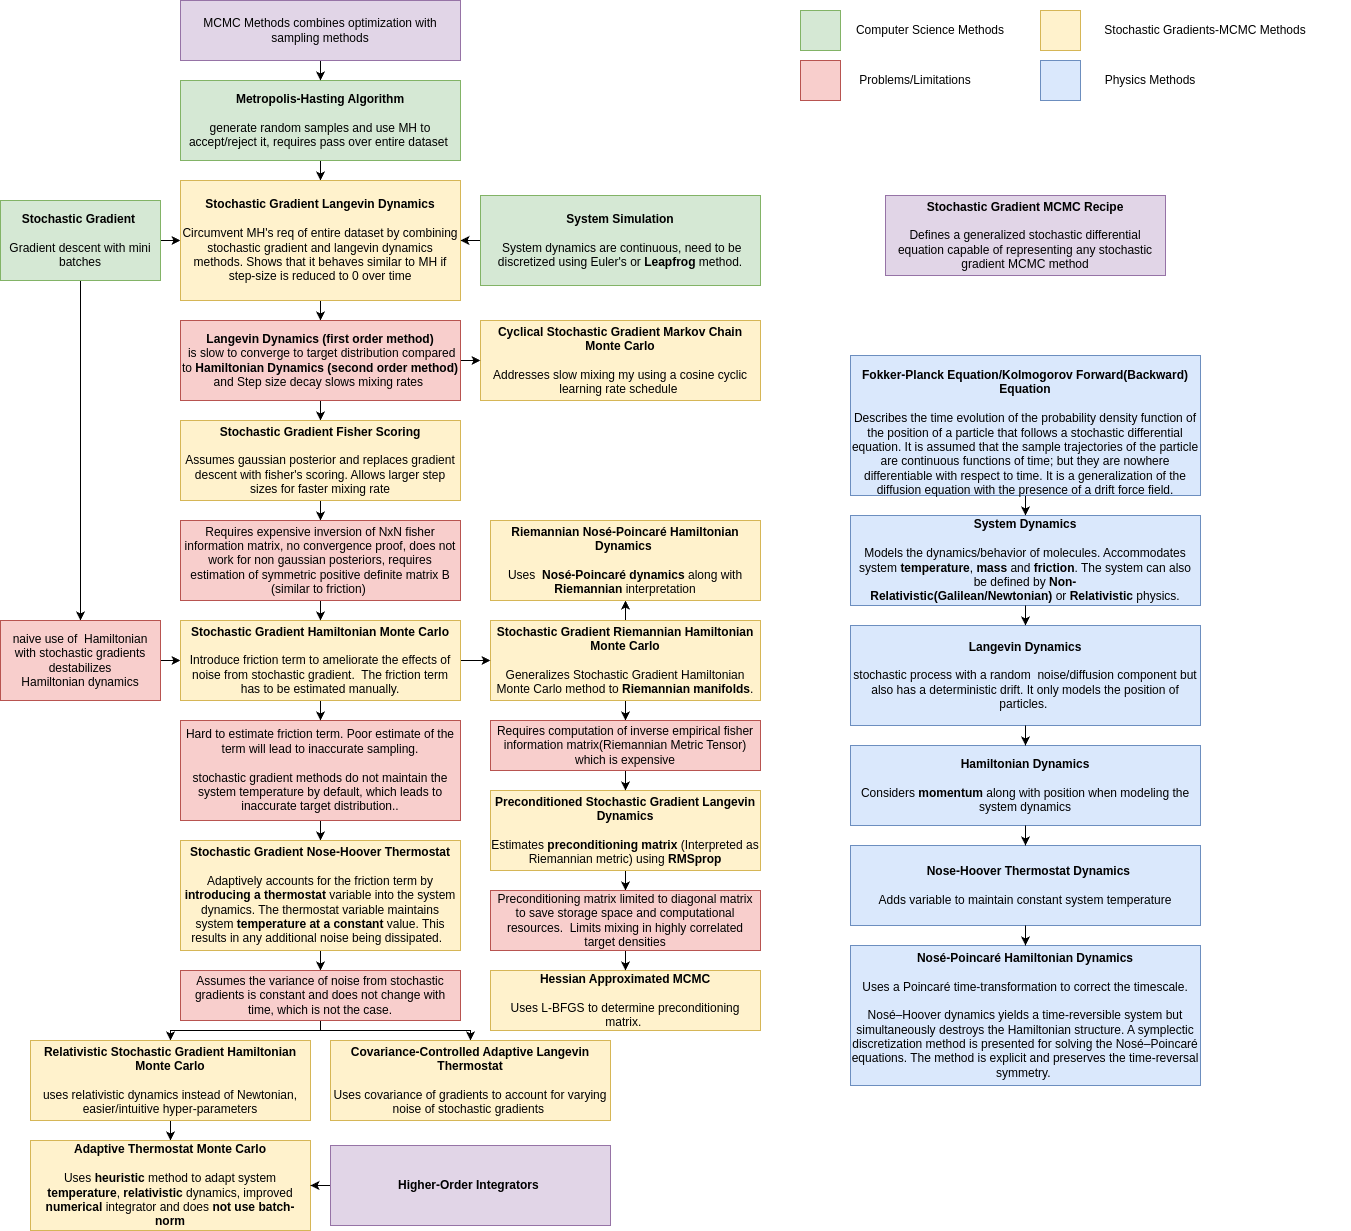 MCMC Methods combines optimization with
sampling methods
Computer Science Methods
Stochastic Gradients-MCMC Methods
Problems/Limitations
Physics Methods
Metropolis-Hasting Algorithm
generate random samples and use MH to
accept/reject it, requires pass over entire dataset
Stochastic Gradient
Gradient descent with mini
batches
Stochastic Gradient Langevin Dynamics
Circumvent MH's req of entire dataset by combining
stochastic gradient and langevin dynamics
methods. Shows that it behaves similar to MH if
step-size is reduced to 0 over time
System Simulation
System dynamics are continuous, need to be
discretized using Euler's or Leapfrog method.
Stochastic Gradient MCMC Recipe
Defines a generalized stochastic differential
equation capable of representing any stochastic
gradient MCMC method
Langevin Dynamics (first order method)
is slow to converge to target distribution compared
to Hamiltonian Dynamics (second order method)
and Step size decay slows mixing rates
Cyclical Stochastic Gradient Markov Chain
Monte Carlo
Addresses slow mixing my using a cosine cyclic
learning rate schedule
Stochastic Gradient Fisher Scoring
Assumes gaussian posterior and replaces gradient
descent with fisher's scoring. Allows larger step
sizes for faster mixing rate
Requires expensive inversion of NxN fisher
information matrix, no convergence proof, does not
work for non gaussian posteriors, requires
estimation of symmetric positive definite matrix B
(similar to friction)
Riemannian Nosé-Poincaré Hamiltonian
Dynamics
Uses Nosé-Poincaré dynamics along with
Riemannian interpretation
naive use of Hamiltonian
with stochastic gradients
destabilizes
Hamiltonian dynamics
Stochastic Gradient Hamiltonian Monte Carlo
Introduce friction term to ameliorate the effects of
noise from stochastic gradient. The friction term
has to be estimated manually.
Stochastic Gradient Riemannian Hamiltonian
Monte Carlo
Generalizes Stochastic Gradient Hamiltonian
Monte Carlo method to Riemannian manifolds.
Hard to estimate friction term. Poor estimate of the
term will lead to inaccurate sampling.
stochastic gradient methods do not maintain the
system temperature by default, which leads to
inaccurate target distribution..
Requires computation of inverse empirical fisher
information matrix(Riemannian Metric Tensor)
which is expensive
Preconditioned Stochastic Gradient Langevin
Dynamics
Estimates preconditioning matrix (Interpreted as
Riemannian metric) using RMSprop
Stochastic Gradient Nose-Hoover Thermostat
Adaptively accounts for the friction term by
introducing a thermostat variable into the system
dynamics. The thermostat variable maintains
system temperature at a constant value. This
results in any additional noise being dissipated.
Preconditioning matrix limited to diagonal matrix
to save storage space and computational
resources. Limits mixing in highly correlated
target densities
Assumes the variance of noise from stochastic
gradients is constant and does not change with
time, which is not the case.
Hessian Approximated MCMC
Uses L-BFGS to determine preconditioning
matrix.
Relativistic Stochastic Gradient Hamiltonian
Monte Carlo
uses relativistic dynamics instead of Newtonian,
easier/intuitive hyper-parameters
Covariance-Controlled Adaptive Langevin
Thermostat
Uses covariance of gradients to account for varying
noise of stochastic gradients
Adaptive Thermostat Monte Carlo
Uses heuristic method to adapt system
temperature, relativistic dynamics, improved
numerical integrator and does not use batch-
norm
Higher-Order Integrators
Fokker-Planck Equation/Kolmogorov Forward(Backward)
Equation
Describes the time evolution of the probability density function of
the position of a particle that follows a stochastic differential
equation. It is assumed that the sample trajectories of the particle
are continuous functions of time; but they are nowhere
differentiable with respect to time. It is a generalization of the
diffusion equation with the presence of a drift force field.
System Dynamics
Models the dynamics/behavior of molecules. Accommodates
system temperature, mass and friction. The system can also
be defined by Non-
Relativistic(Galilean/Newtonian) or Relativistic physics.
Langevin Dynamics
stochastic process with a random noise/diffusion component but
also has a deterministic drift. It only models the position of
particles.
Hamiltonian Dynamics
Considers momentum along with position when modeling the
system dynamics
Nose-Hoover Thermostat Dynamics
Adds variable to maintain constant system temperature
Nosé-Poincaré Hamiltonian Dynamics
Uses a Poincaré time-transformation to correct the timescale.
Nosé–Hoover dynamics yields a time-reversible system but
simultaneously destroys the Hamiltonian structure. A symplectic
discretization method is presented for solving the Nosé–Poincaré
equations. The method is explicit and preserves the time-reversal
symmetry.